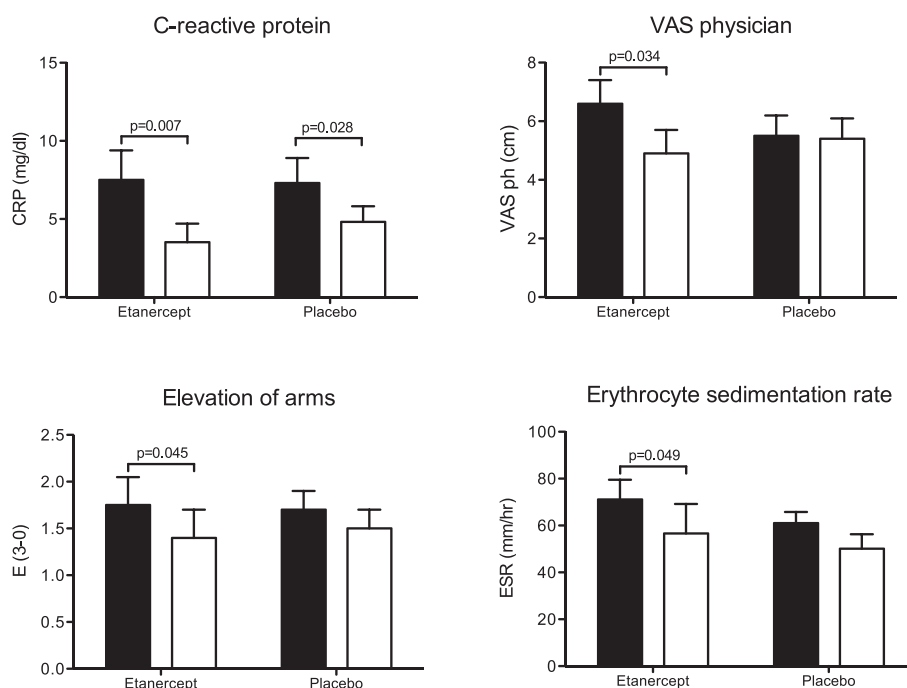 C-reactive protein
15
10
5
0
CRP (mg/dl)
p=0.007
p=0.028
Etanercept
Placebo
VAS physician
8
6
4
2
0
VAS ph (cm)
p=0.034
Etanercept
Placebo
Elevation of arms
2.5
2.0
1.5
1.0
0.5
0.0
E (3-0)
p=0.045
Etanercept
Placebo
Erythrocyte sedimentation rate
100
80
60
40
20
0
ESR (mm/hr)
p=0.049
Etanercept
Placebo